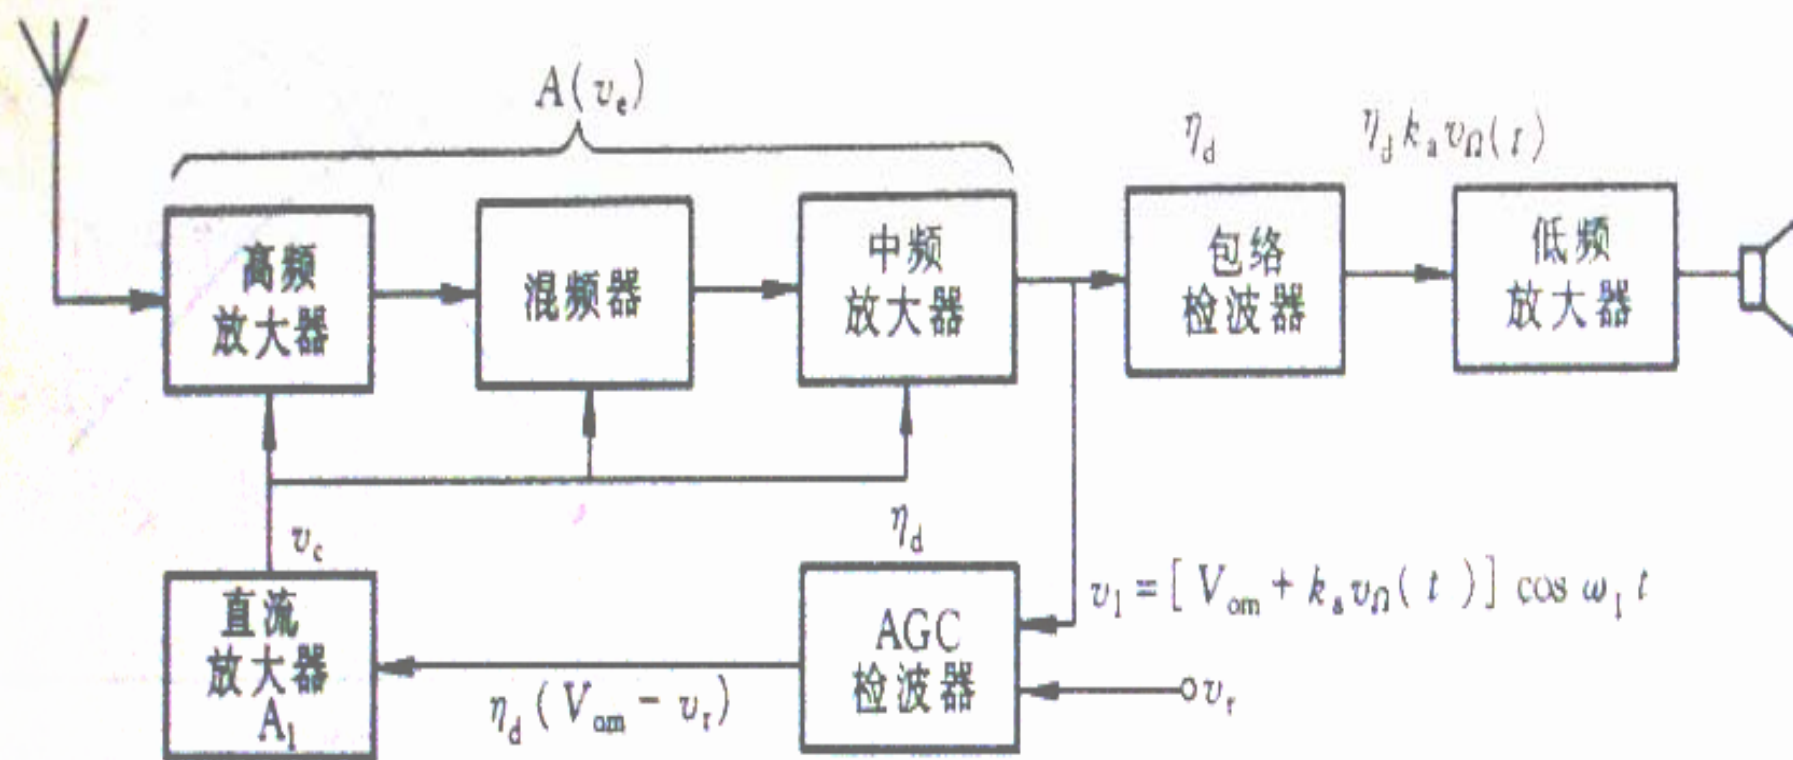 A(v_e)
η_d
η_d k_a v_Ω(t)
高频
放大器
混频器
中频
放大器
包络
检波器
低频
放大器
v_c
η_d
直流
放大器
A_1
η_d(V_om - v_r)
AGC
检波器
v_I = [V_om + k_a v_Ω(t)] cos ω_I t
v_r